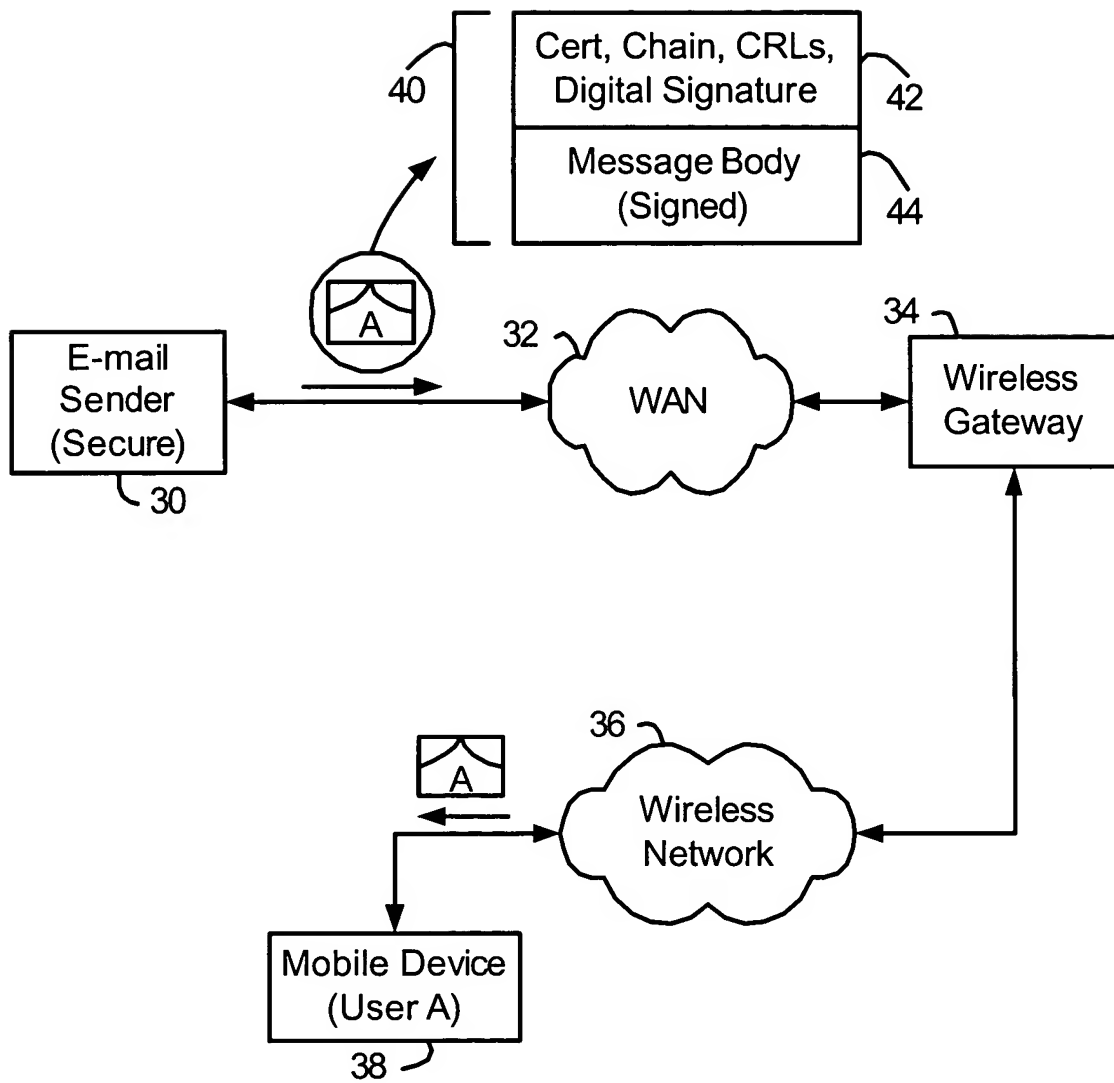 40
Cert, Chain, CRLs,
Digital Signature
42
Message Body
(Signed)
44
A
E-mail
Sender
(Secure)
30
32
WAN
34
Wireless
Gateway
36
A
Wireless
Network
Mobile Device
(User A)
38